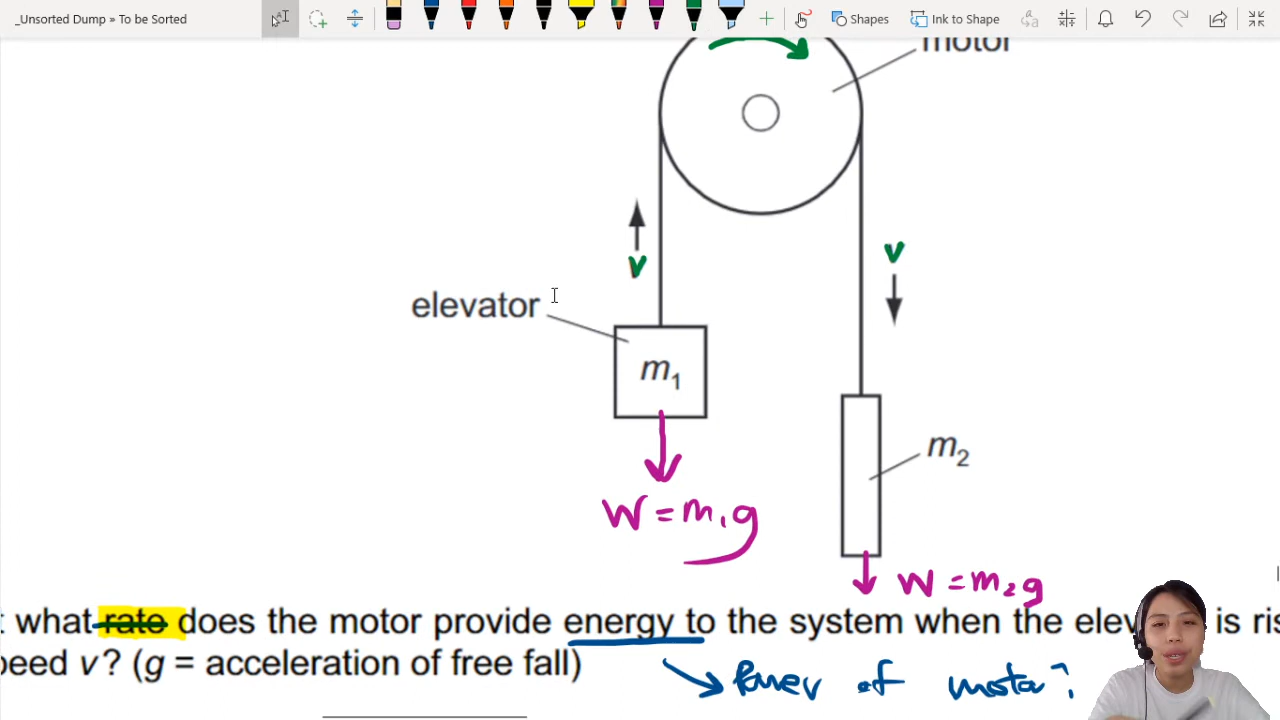 _Unsorted Dump » To be Sorted
Shapes
Ink to Shape
motor
v
v
elevator
m1
m2
W = m1g
W = m2g
what rate does the motor provide energy to the system when the elev is ris
peed v? (g = acceleration of free fall)
Power of motor?